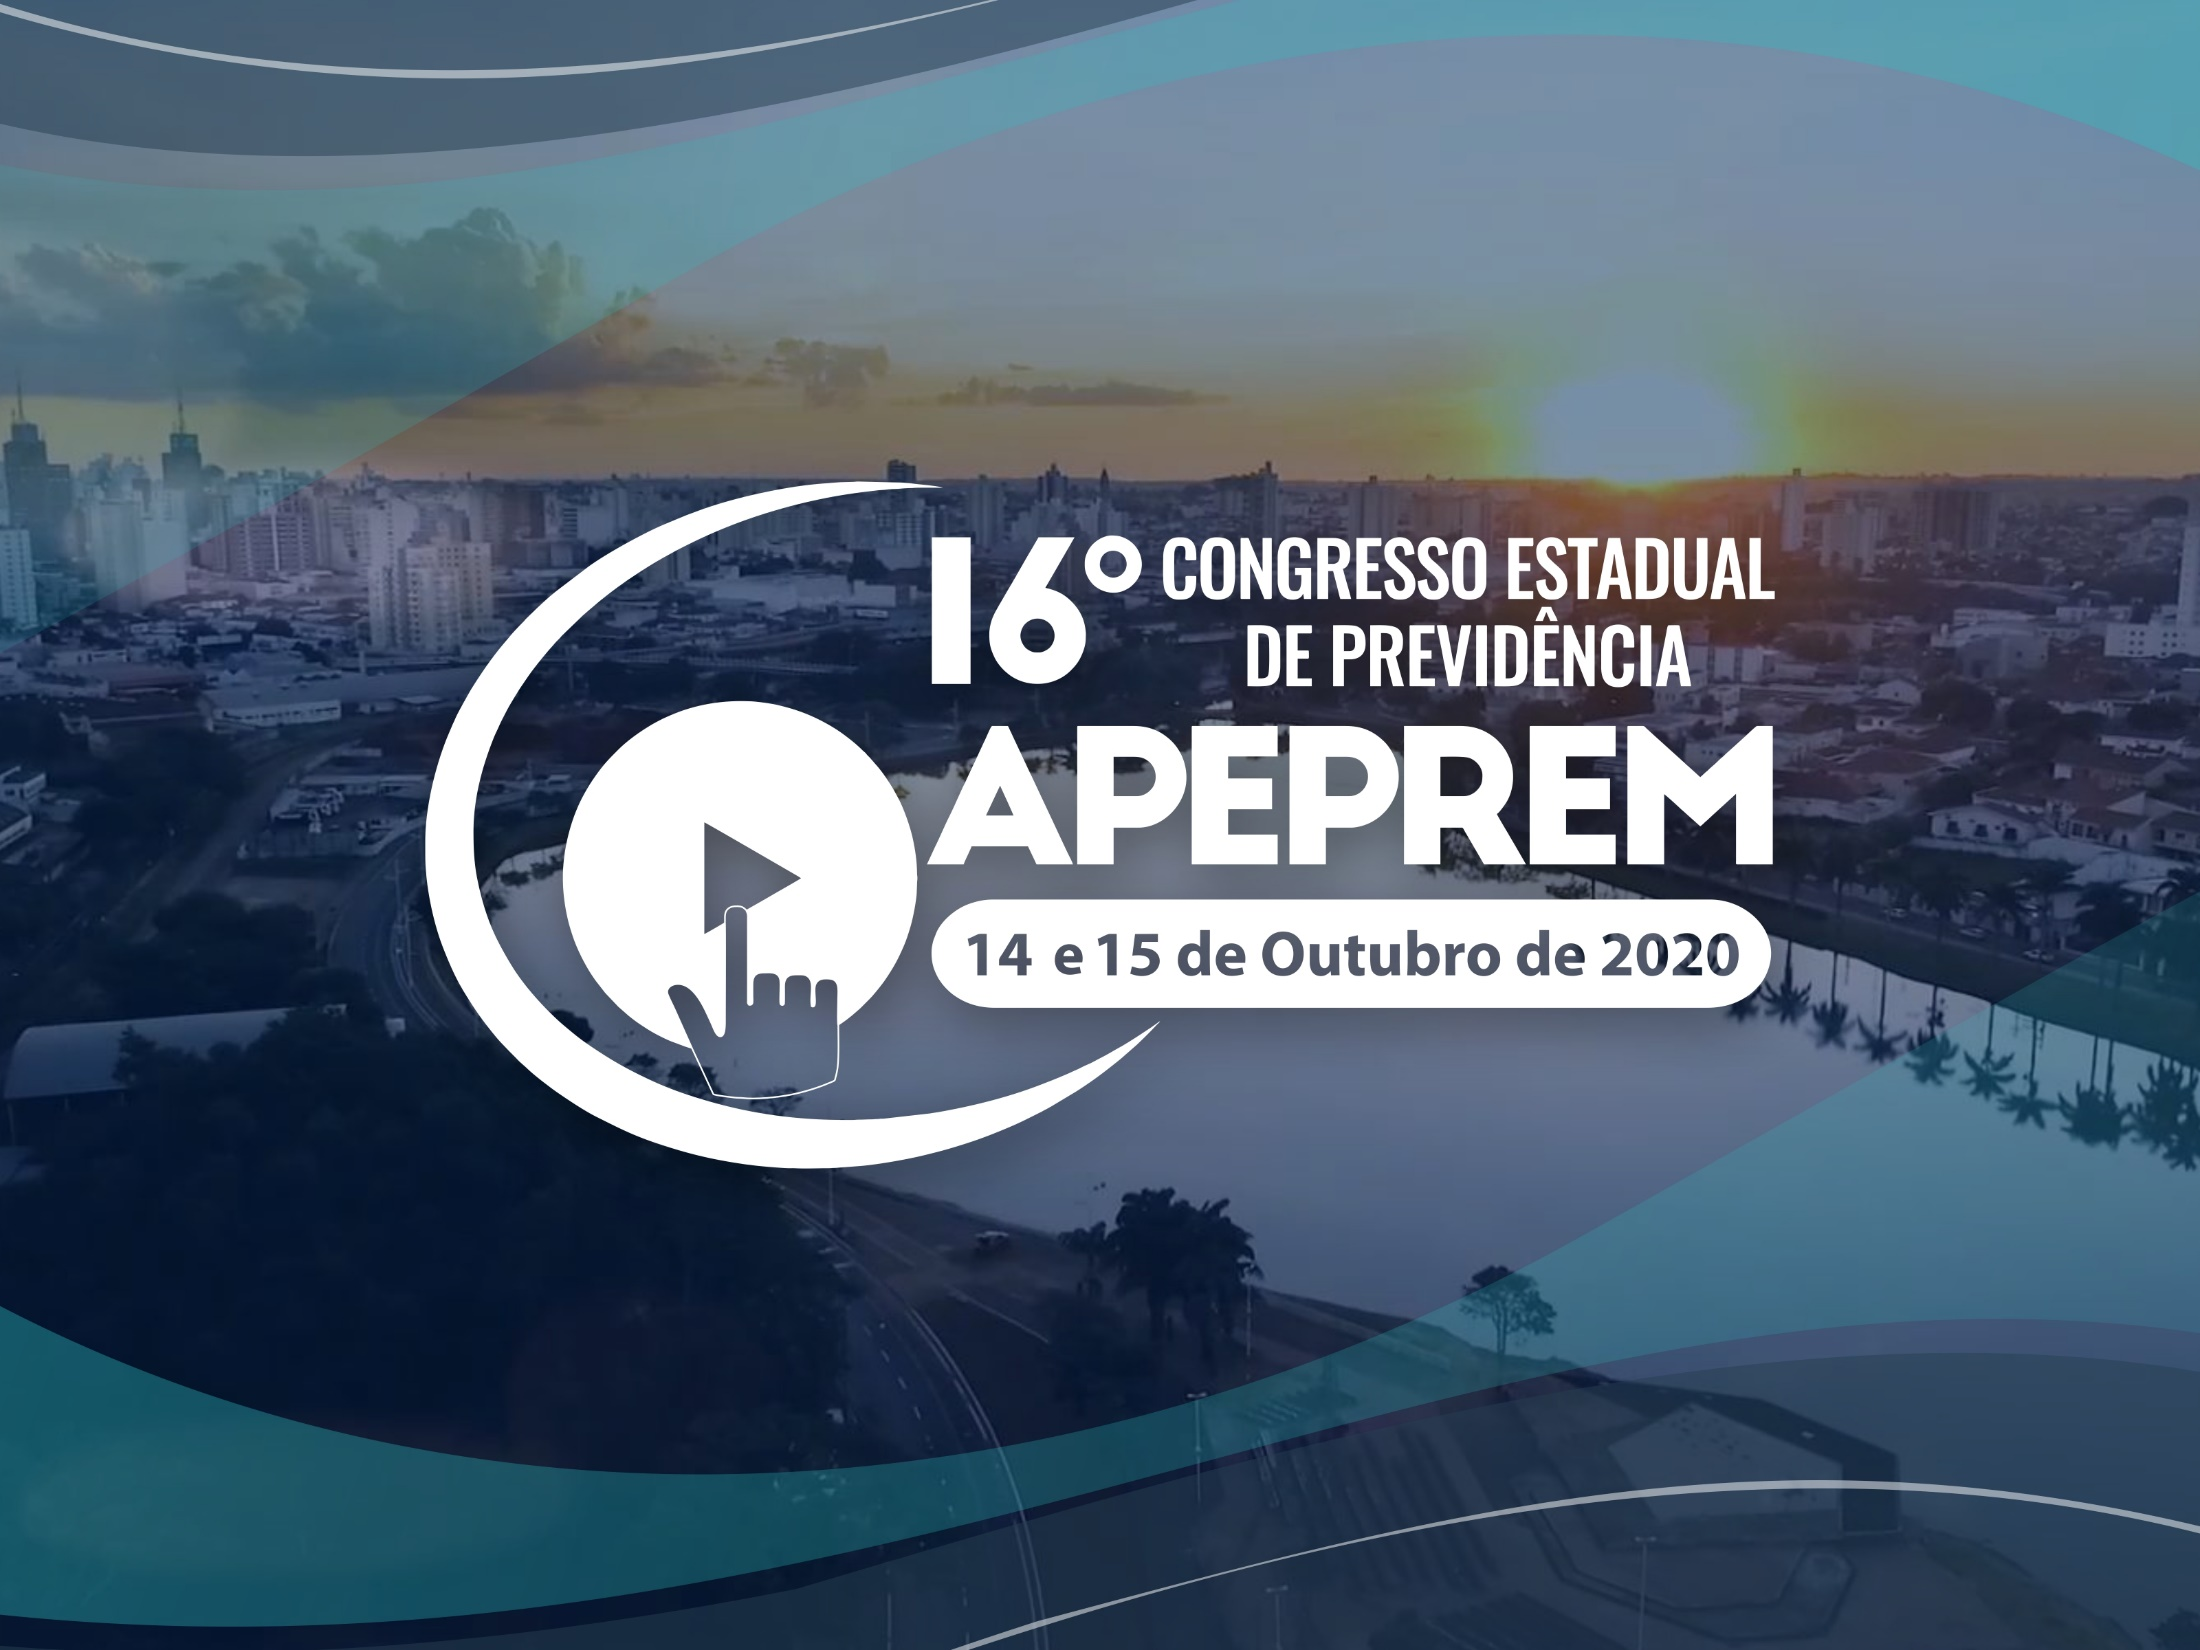 16º CONGRESSO ESTADUAL
DE PREVIDÊNCIA
APEPREM
14 e 15 de Outubro de 2020